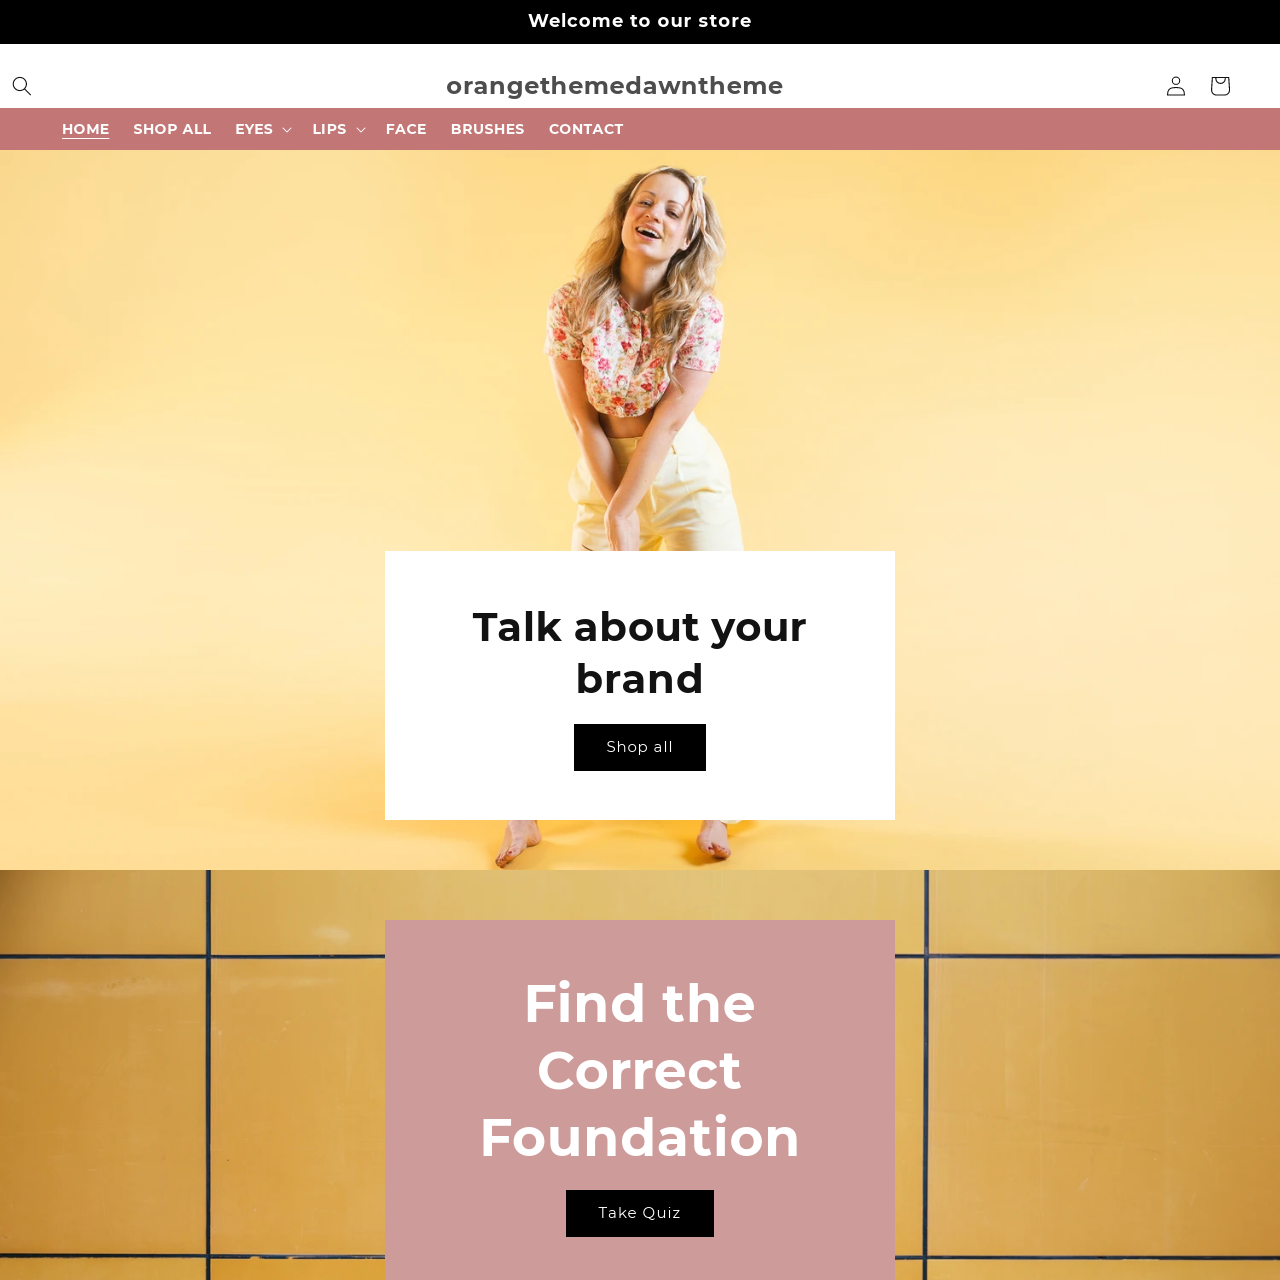 Welcome to our store
orangethemedawntheme
HOME SHOP ALL EYES LIPS FACE BRUSHES CONTACT
Talk about your
brand
Shop all
Find the
Correct
Foundation
Take Quiz